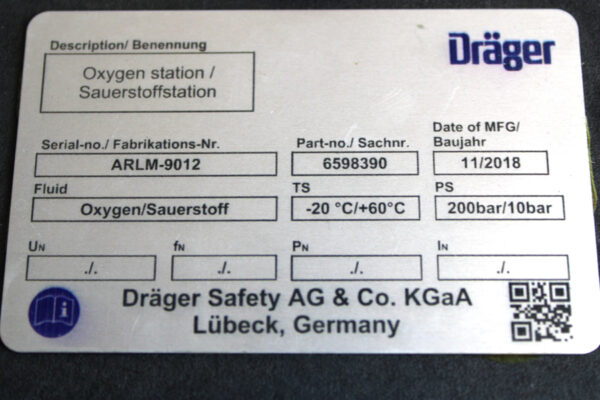 Description/ Benennung
Dräger
Oxygen station /
Sauerstoffstation
Serial-no./ Fabrikations-Nr.
Part-no./ Sachnr.
Date of MFG/
Baujahr
ARLM-9012
6598390
11/2018
Fluid
TS
PS
Oxygen/Sauerstoff
-20 °C/+60°C
200bar/10bar
UN
fN
PN
IN
./.
./.
./.
./.
Dräger Safety AG & Co. KGaA
Lübeck, Germany